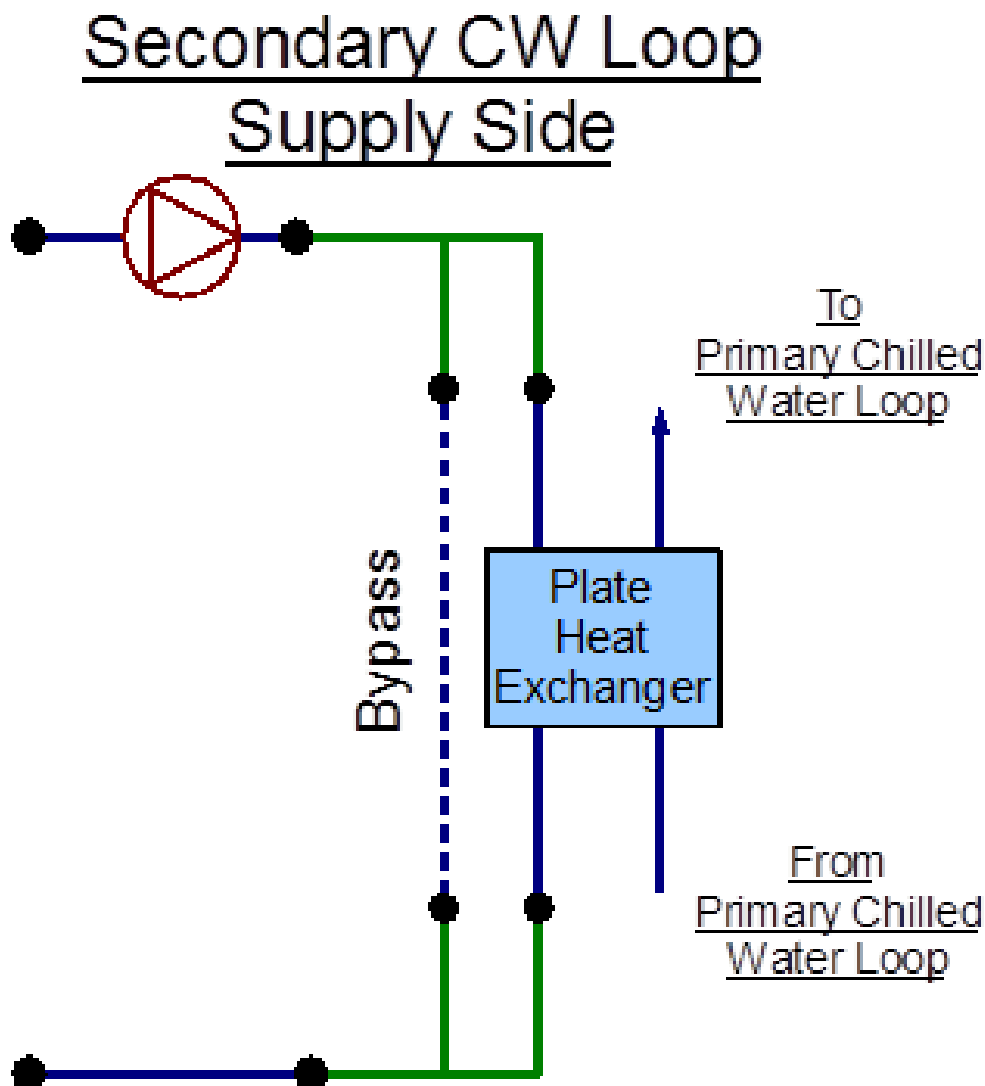 Secondary CW Loop
Supply Side
To
Primary Chilled
Water Loop
Bypass
Plate
Heat
Exchanger
From
Primary Chilled
Water Loop